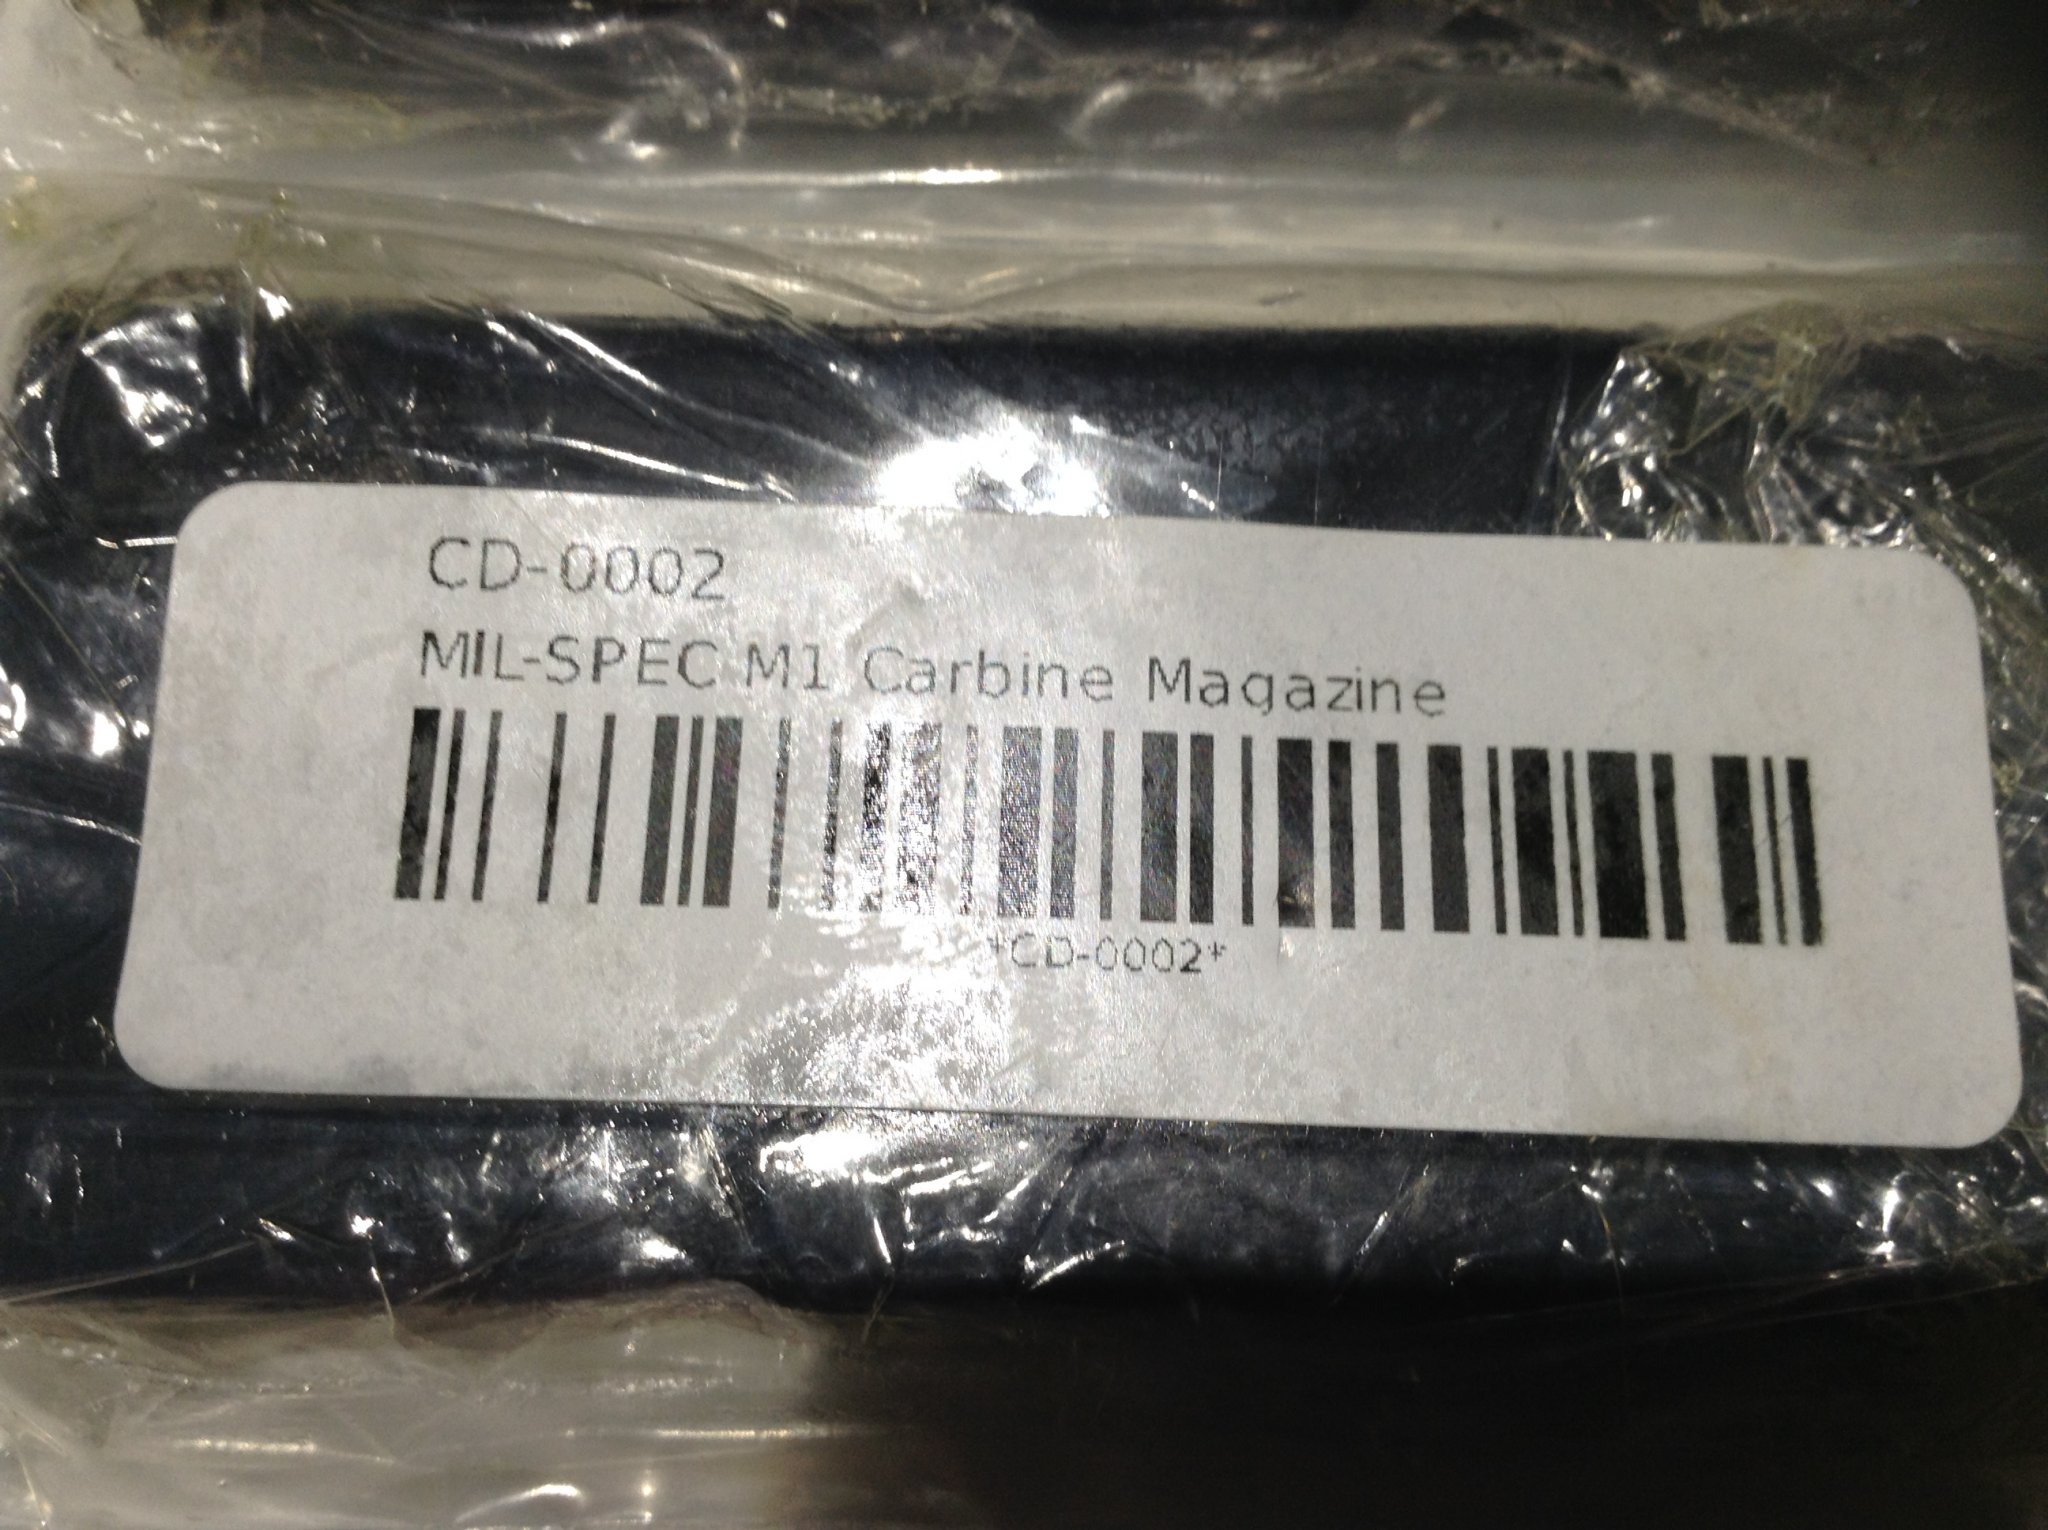 CD-0002
MIL-SPEC M1 Carbine Magazine
*CD-0002*